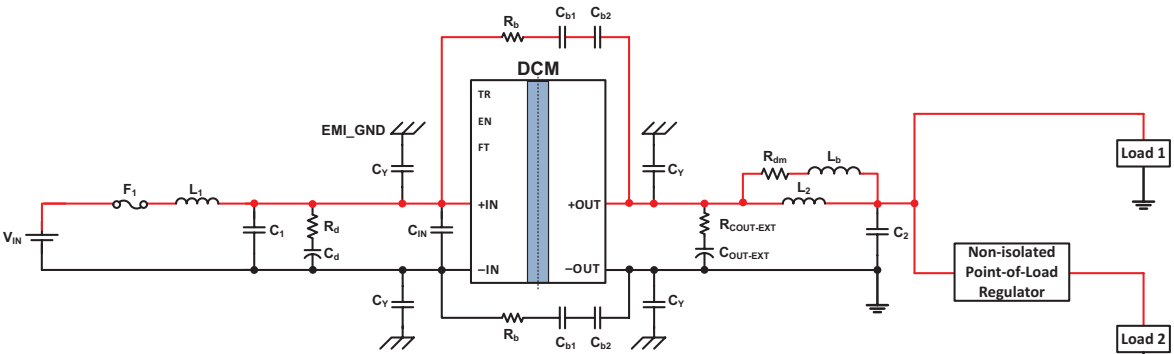 Rb
Cb1
Cb2
DCM
TR
EN
FT
EMI_GND
CY
CY
Rdm
Lb
Load 1
F1
L1
L2
+IN
+OUT
VIN
C1
Rd
Cd
CIN
RCOUT-EXT
COUT-EXT
C2
Non-isolated
Point-of-Load
Regulator
–IN
–OUT
CY
CY
Rb
Cb1
Cb2
Load 2